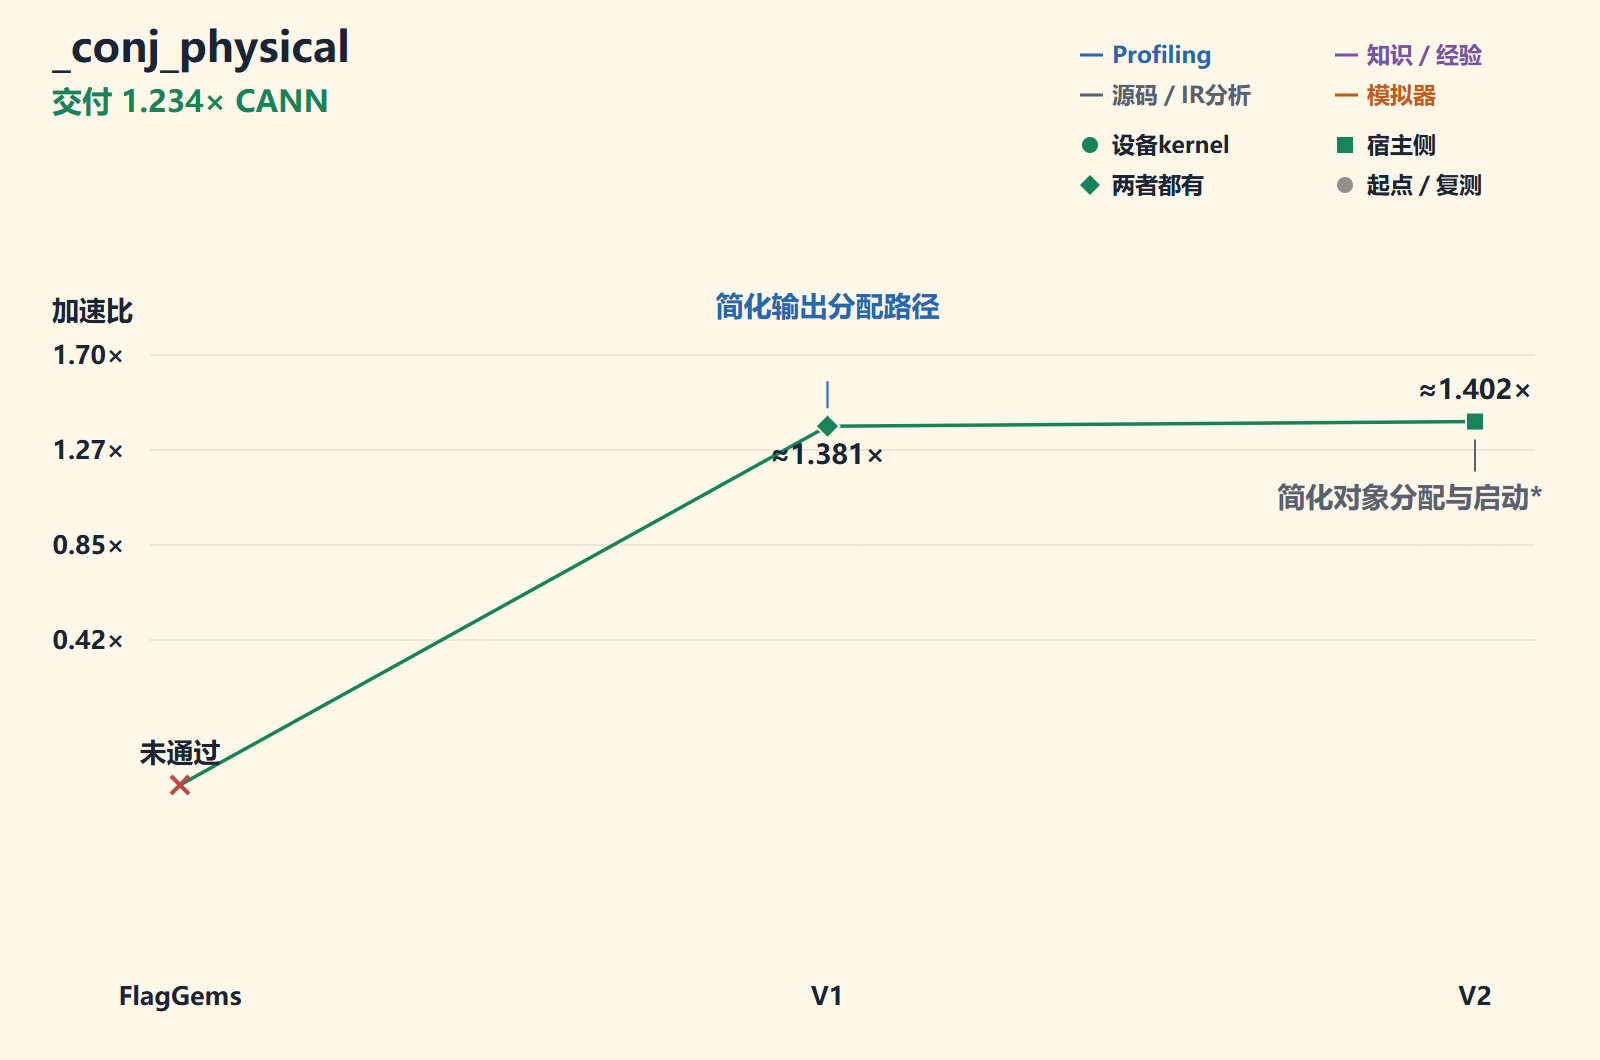 _conj_physical
交付 1.234× CANN
Profiling
知识 / 经验
源码 / IR分析
模拟器
设备kernel
宿主侧
两者都有
起点 / 复测
加速比
简化输出分配路径
1.70×
≈1.402×
1.27×
≈1.381×
简化对象分配与启动*
0.85×
0.42×
未通过
FlagGems
V1
V2